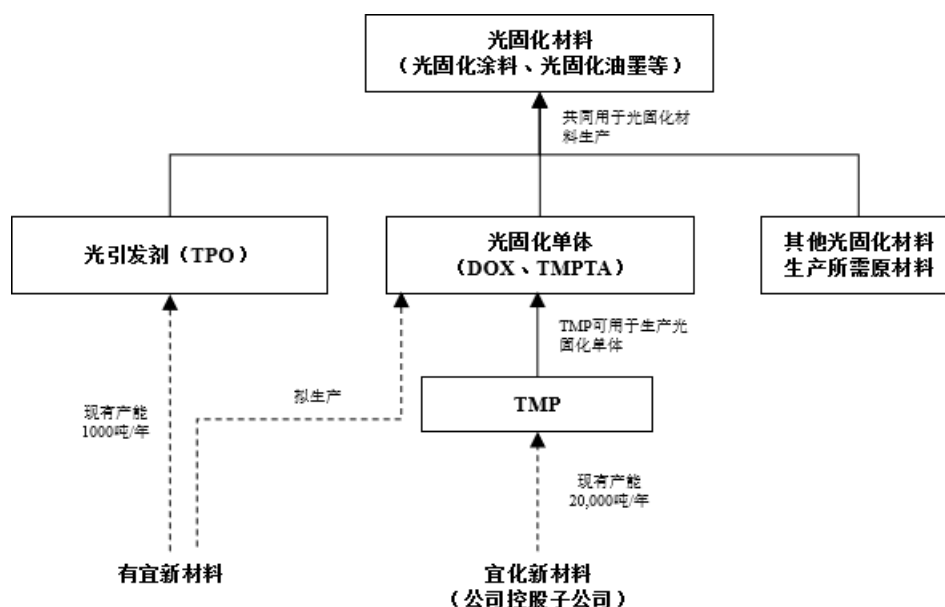 光固化材料
（光固化涂料、光固化油墨等）
共同用于光固化材
料生产
光引发剂（TPO）
光固化单体
（DOX、TMPTA）
其他光固化材料
生产所需原材料
TMP可用于生产光
固化单体
拟生产
TMP
现有产能
1000吨/年
现有产能
20,000吨/年
有宜新材料
宜化新材料
（公司控股子公司）